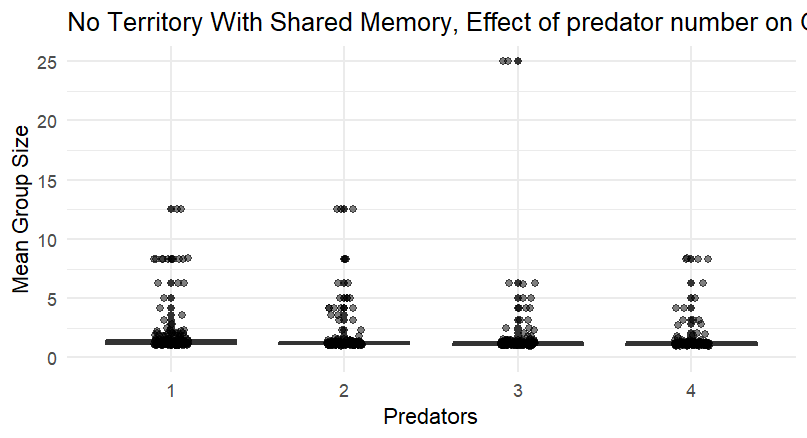 No Territory With Shared Memory, Effect of predator number on
Mean Group Size
25
20
15
10
5
0
1 2 3 4
Predators